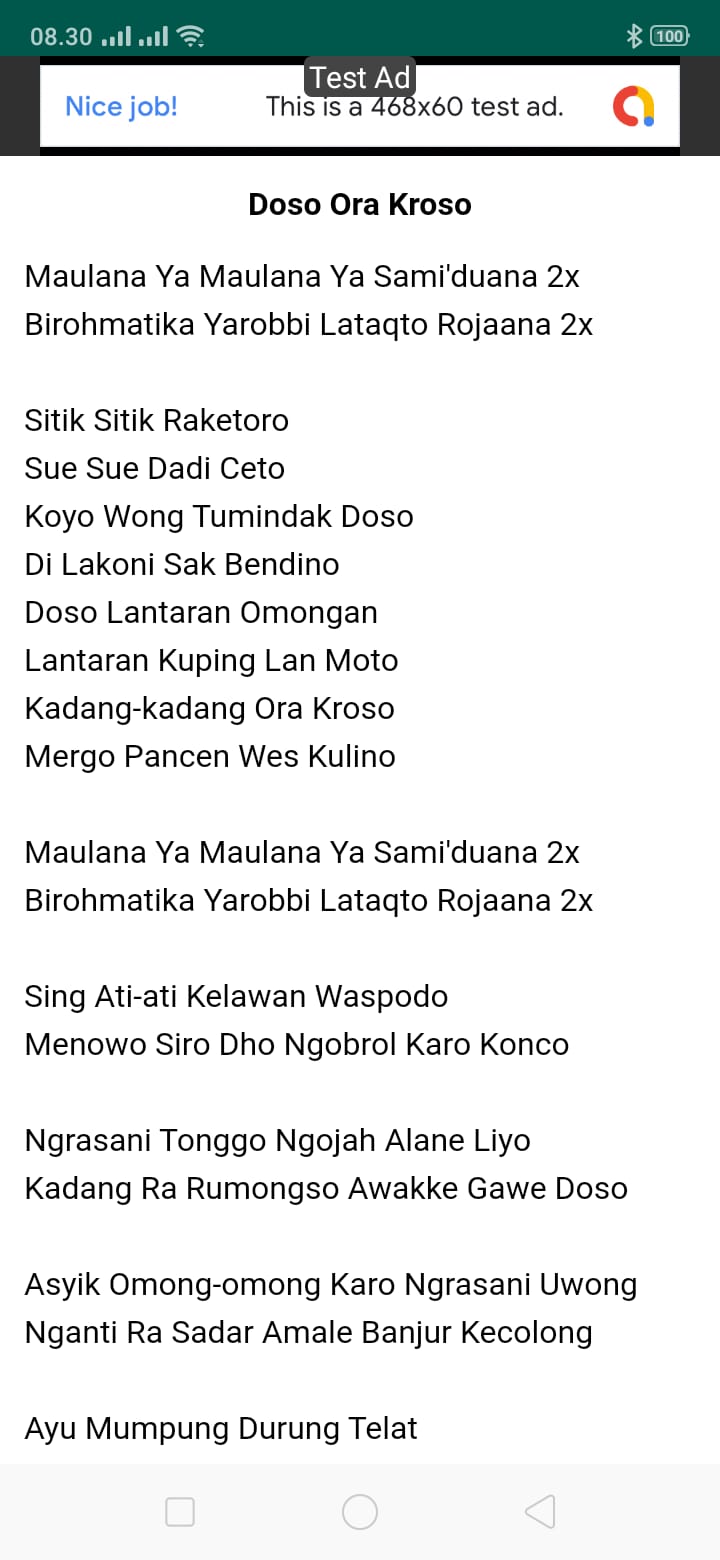 08.30
100
Test Ad
Nice job!
This is a 468x60 test ad.
Doso Ora Kroso
Maulana Ya Maulana Ya Sami'duana 2x
Birohmatika Yarobbi Lataqto Rojaana 2x
Sitik Sitik Raketoro
Sue Sue Dadi Ceto
Koyo Wong Tumindak Doso
Di Lakoni Sak Bendino
Doso Lantaran Omongan
Lantaran Kuping Lan Moto
Kadang-kadang Ora Kroso
Mergo Pancen Wes Kulino
Maulana Ya Maulana Ya Sami'duana 2x
Birohmatika Yarobbi Lataqto Rojaana 2x
Sing Ati-ati Kelawan Waspodo
Menowo Siro Dho Ngobrol Karo Konco
Ngrasani Tonggo Ngojah Alane Liyo
Kadang Ra Rumongso Awakke Gawe Doso
Asyik Omong-omong Karo Ngrasani Uwong
Nganti Ra Sadar Amale Banjur Kecolong
Ayu Mumpung Durung Telat